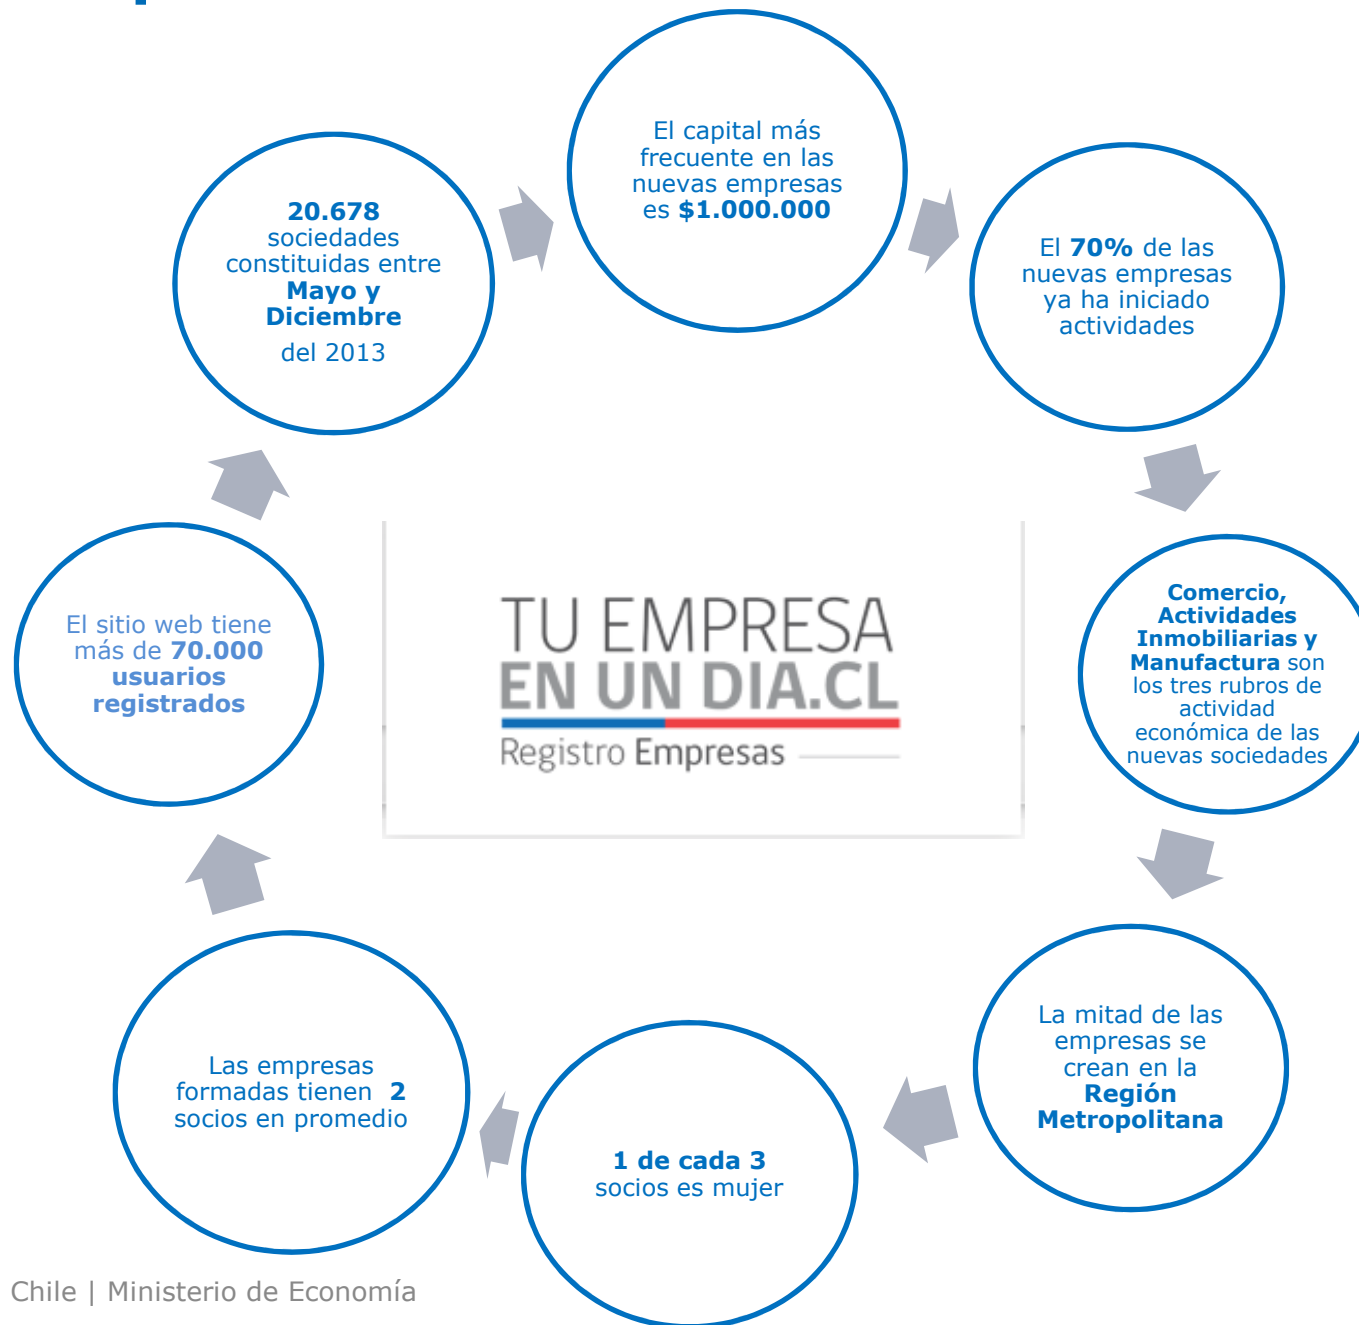 El capital más
frecuente en las
nuevas empresas
es $1.000.000
El 70% de las
nuevas empresas
ya ha iniciado
actividades
Comercio,
Actividades
Inmobiliarias y
Manufactura son
los tres rubros de
actividad
económica de las
nuevas sociedades
La mitad de las
empresas se
crean en la
Región
Metropolitana
1 de cada 3
socios es mujer
Las empresas
formadas tienen 2
socios en promedio
El sitio web tiene
más de 70.000
usuarios
registrados
20.678
sociedades
constituidas entre
Mayo y
Diciembre
del 2013
TU EMPRESA
EN UN DIA.CL
Registro Empresas
Chile | Ministerio de Economía